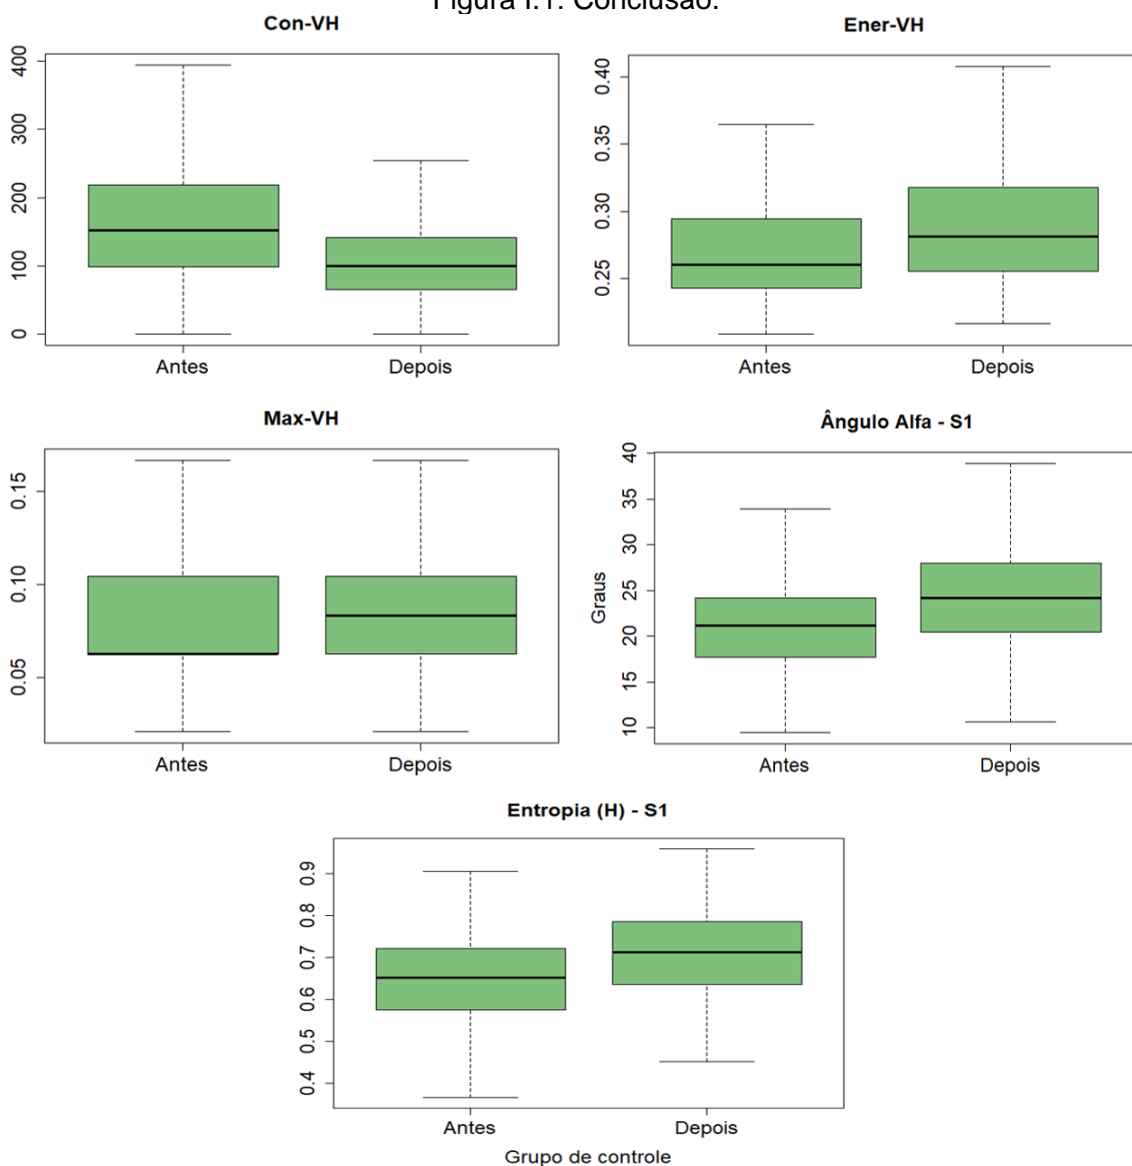 Figura I.1. Conclusão.
Con-VH
400
300
200
100
0
Antes Depois
Ener-VH
0.40
0.35
0.30
0.25
Antes Depois
Max-VH
0.15
0.10
0.05
Antes Depois
Ângulo Alfa - S1
Graus
40
35
30
25
20
15
10
Antes Depois
Entropia (H) - S1
0.9
0.8
0.7
0.6
0.5
0.4
Antes Depois
Grupo de controle